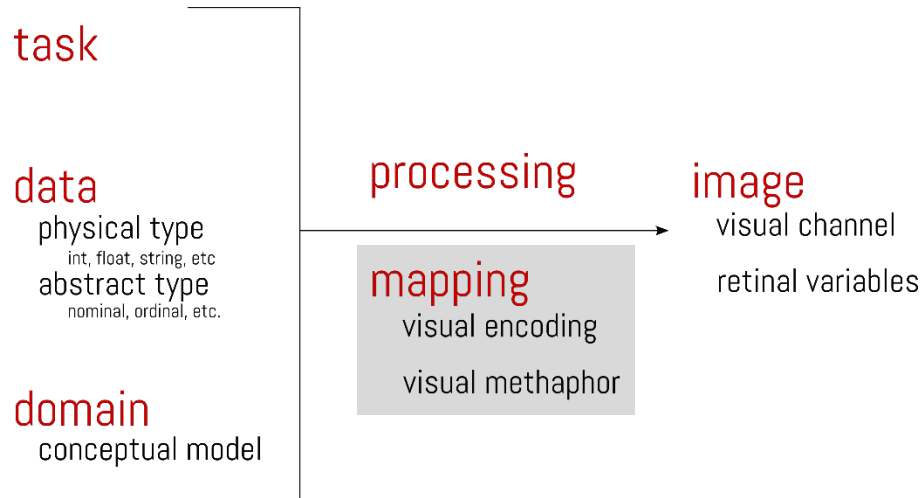 task
data
physical type
int, float, string, etc
abstract type
nominal, ordinal, etc.
domain
conceptual model
processing
mapping
visual encoding
visual methaphor
image
visual channel
retinal variables